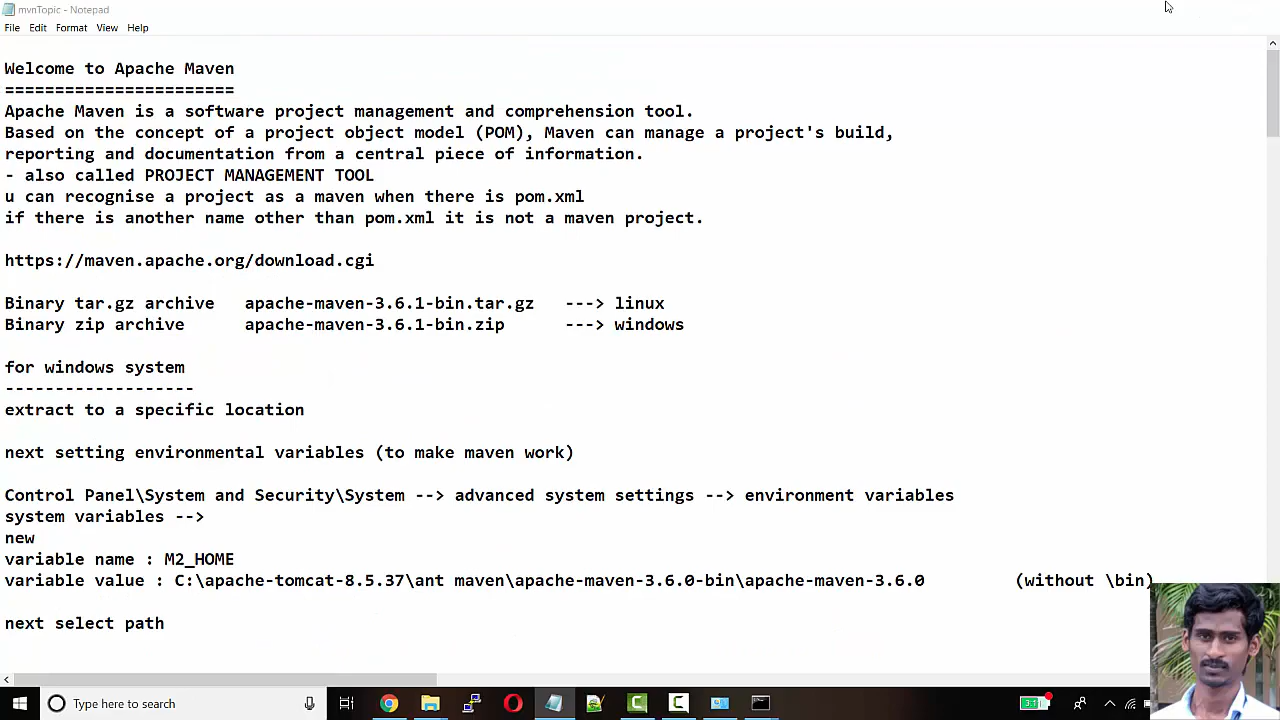 mvnTopic - Notepad
File Edit Format View Help
Welcome to Apache Maven
=======================
Apache Maven is a software project management and comprehension tool.
Based on the concept of a project object model (POM), Maven can manage a project's build,
reporting and documentation from a central piece of information.
- also called PROJECT MANAGEMENT TOOL
u can recognise a project as a maven when there is pom.xml
if there is another name other than pom.xml it is not a maven project.
https://maven.apache.org/download.cgi
Binary tar.gz archive apache-maven-3.6.1-bin.tar.gz ---> linux
Binary zip archive apache-maven-3.6.1-bin.zip ---> windows
for windows system
-------------------
extract to a specific location
next setting environmental variables (to make maven work)
Control Panel\System and Security\System --> advanced system settings --> environment variables
system variables -->
new
variable name : M2_HOME
variable value : C:\apache-tomcat-8.5.37\ant maven\apache-maven-3.6.0-bin\apache-maven-3.6.0 (without \bin)
next select path
Type here to search